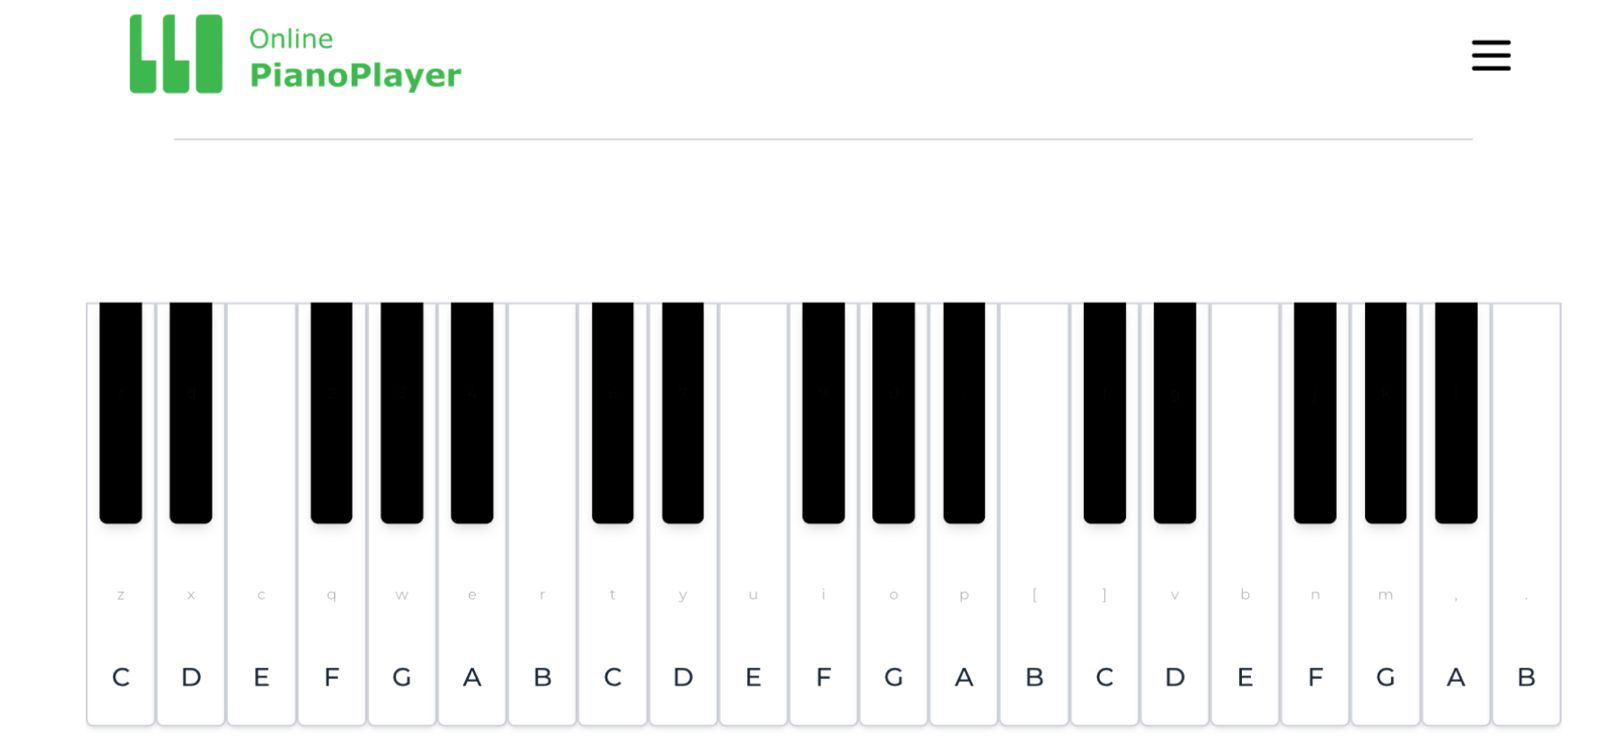 Online
PianoPlayer
z x c q w e r t y u i o p [ ] v b n m , .
C D E F G A B C D E F G A B C D E F G A B